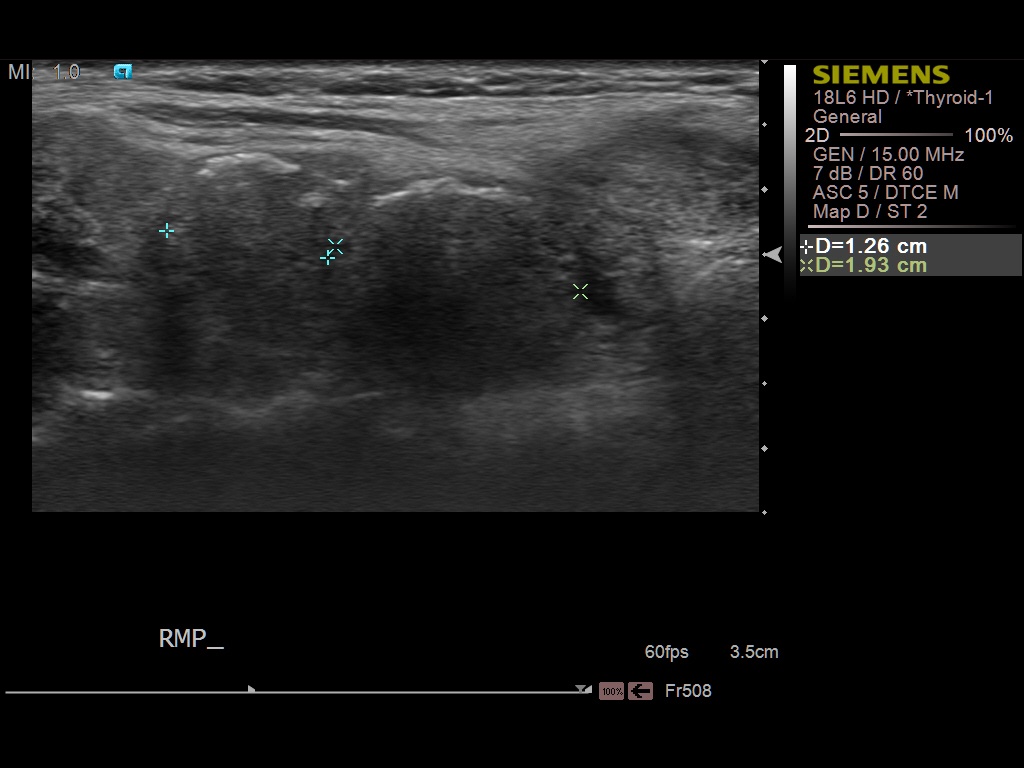 MI: 1.0
SIEMENS
18L6 HD / *Thyroid-1
General
2D 100%
GEN / 15.00 MHz
7 dB / DR 60
ASC 5 / DTCE M
Map D / ST 2
D=1.26 cm
D=1.93 cm
RMP_
60fps 3.5cm
100% Fr508